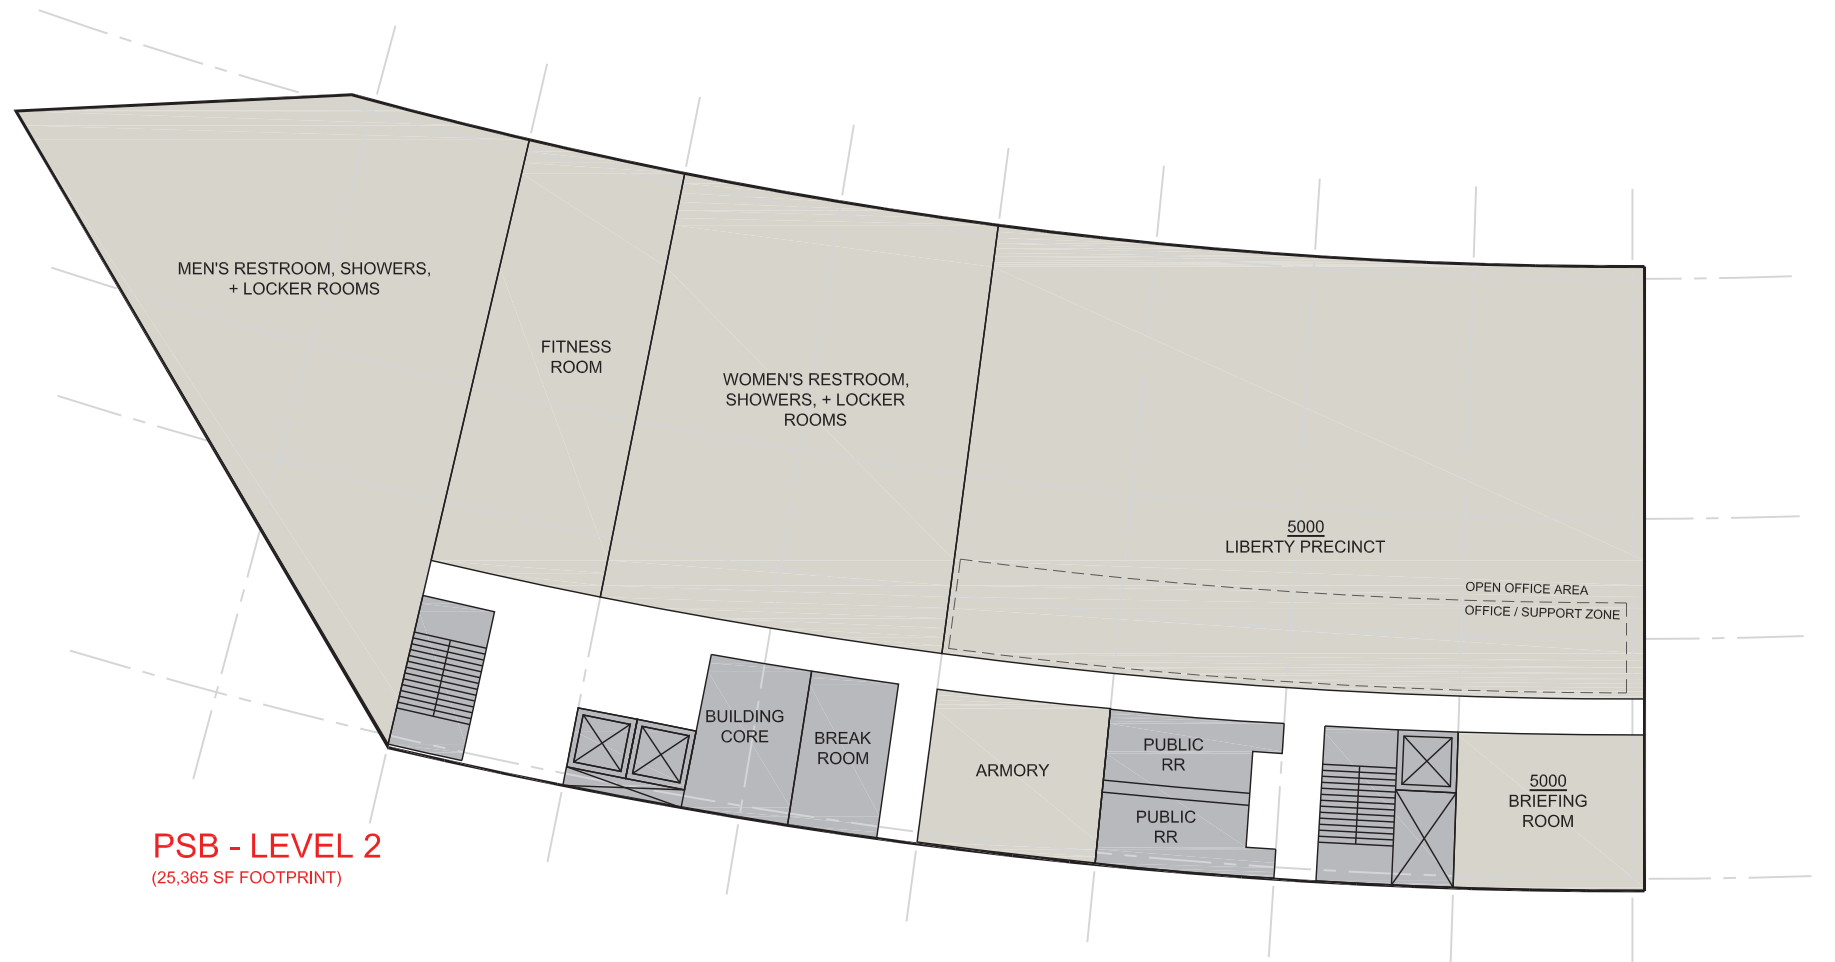 MEN'S RESTROOM, SHOWERS,
+ LOCKER ROOMS
FITNESS
ROOM
WOMEN'S RESTROOM,
SHOWERS, + LOCKER
ROOMS
5000
LIBERTY PRECINCT
OPEN OFFICE AREA
OFFICE / SUPPORT ZONE
BUILDING
CORE
BREAK
ROOM
ARMORY
PUBLIC
RR
PUBLIC
RR
5000
BRIEFING
ROOM
PSB - LEVEL 2
(25,365 SF FOOTPRINT)